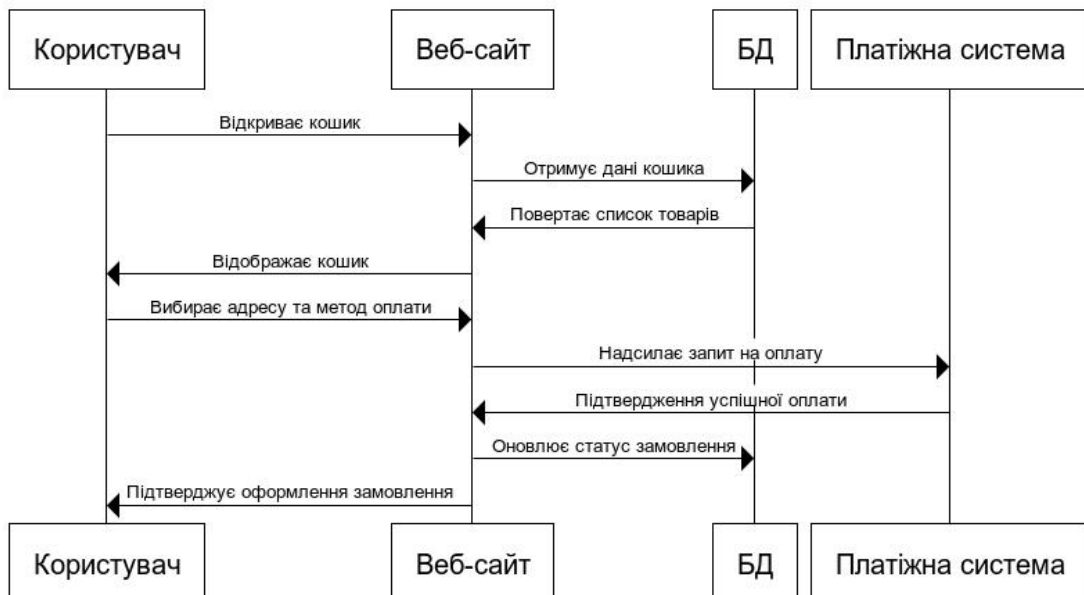 Користувач
Веб-сайт
БД
Платіжна система
Відкриває кошик
Отримує дані кошика
Повертає список товарів
Відображає кошик
Вибирає адресу та метод оплати
Надсилає запит на оплату
Підтвердження успішної оплати
Оновлює статус замовлення
Підтверджує оформлення замовлення
Користувач
Веб-сайт
БД
Платіжна система